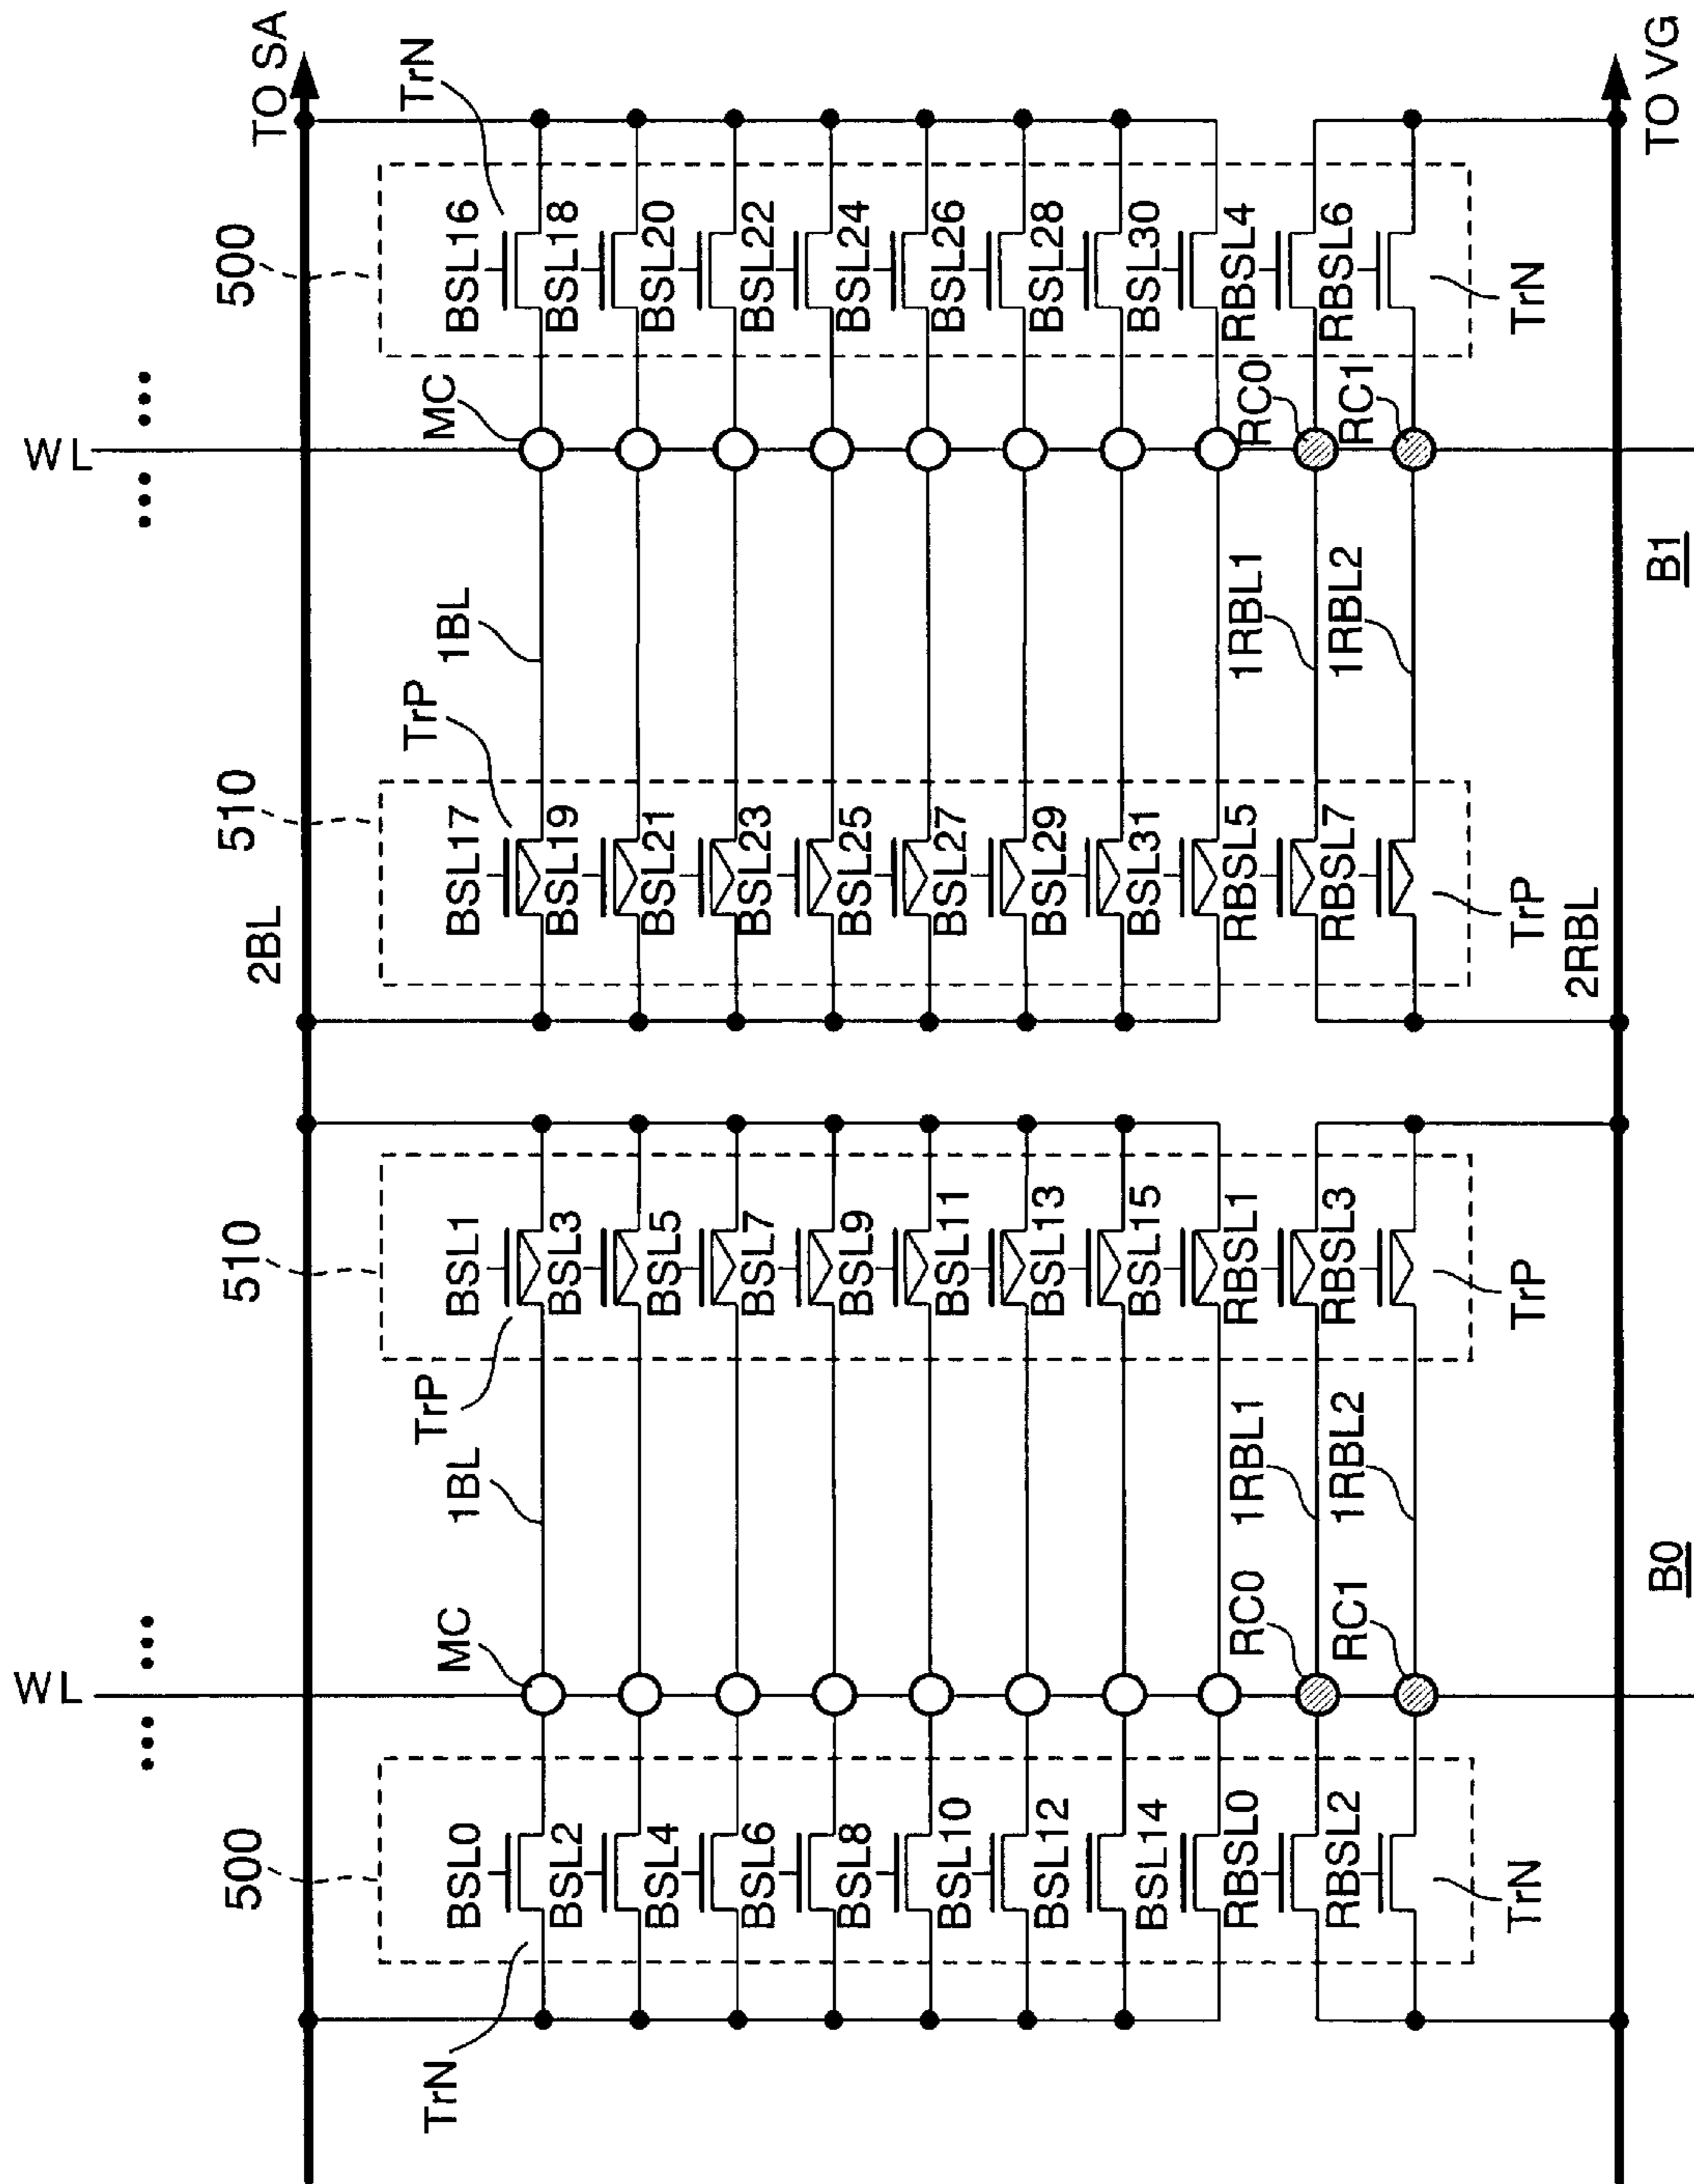 WL
WL
••• •••
••• •••
500
510
510
500
2BL
TO SA
TrN
MC
TrP
TrP
MC
TrN
BSL0
1BL
BSL1
BSL17
1BL
BSL16
BSL2
BSL3
BSL19
BSL18
BSL4
BSL5
BSL21
BSL20
BSL6
BSL7
BSL23
BSL22
BSL8
BSL9
BSL25
BSL24
BSL10
BSL11
BSL27
BSL26
BSL12
BSL13
BSL29
BSL28
BSL14
BSL15
BSL31
BSL30
RBSL0
RC0
1RBL1
RBSL1
RBSL5
1RBL1
RC0
RBSL4
RBSL2
RC1
1RBL2
RBSL3
RBSL7
1RBL2
RC1
RBSL6
TrN
TrP
TrP
TrN
2RBL
B0
B1
TO VG